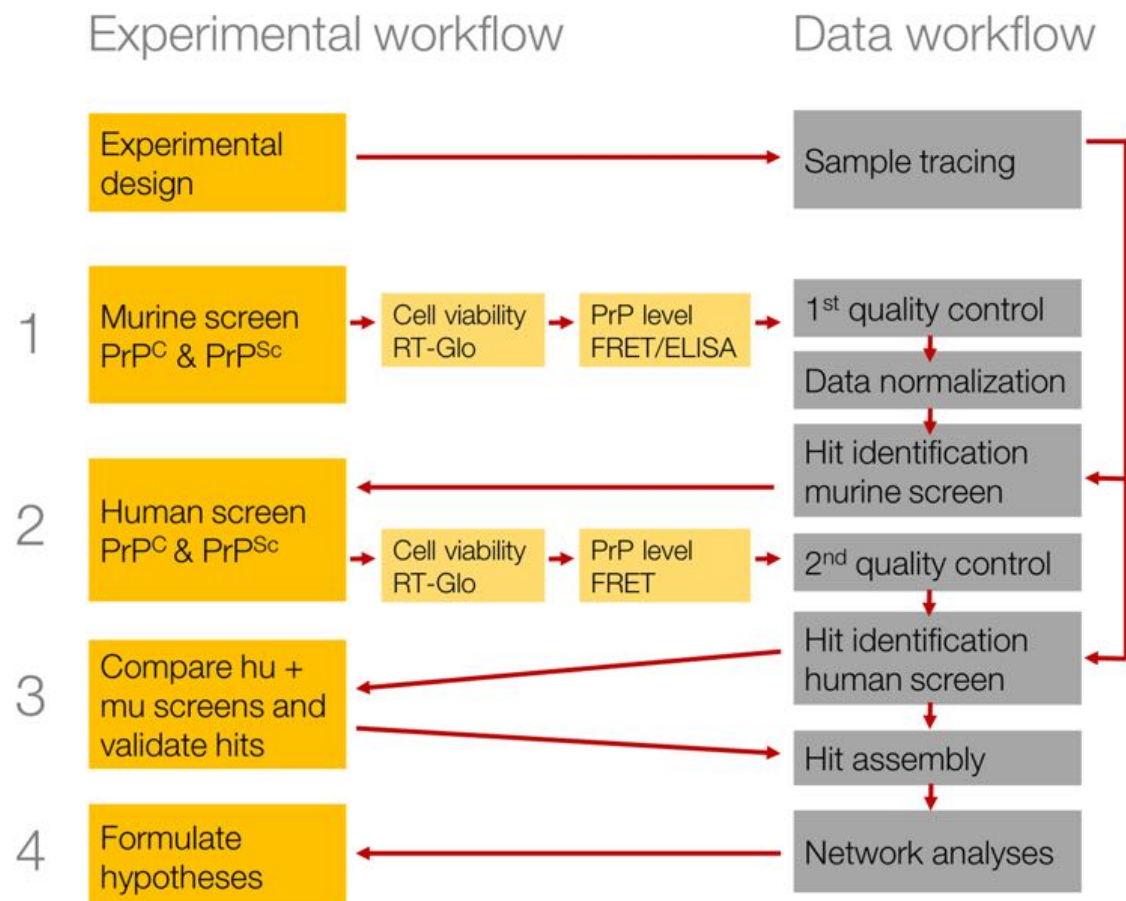 Experimental workflow
Data workflow
Experimental
design
Sample tracing
1
Murine screen
PrPᶜ & PrPˢᶜ
Cell viability
RT-Glo
PrP level
FRET/ELISA
1ˢᵗ quality control
Data normalization
Hit identification
murine screen
2
Human screen
PrPᶜ & PrPˢᶜ
Cell viability
RT-Glo
PrP level
FRET
2ⁿᵈ quality control
Hit identification
human screen
3
Compare hu +
mu screens and
validate hits
Hit assembly
4
Formulate
hypotheses
Network analyses